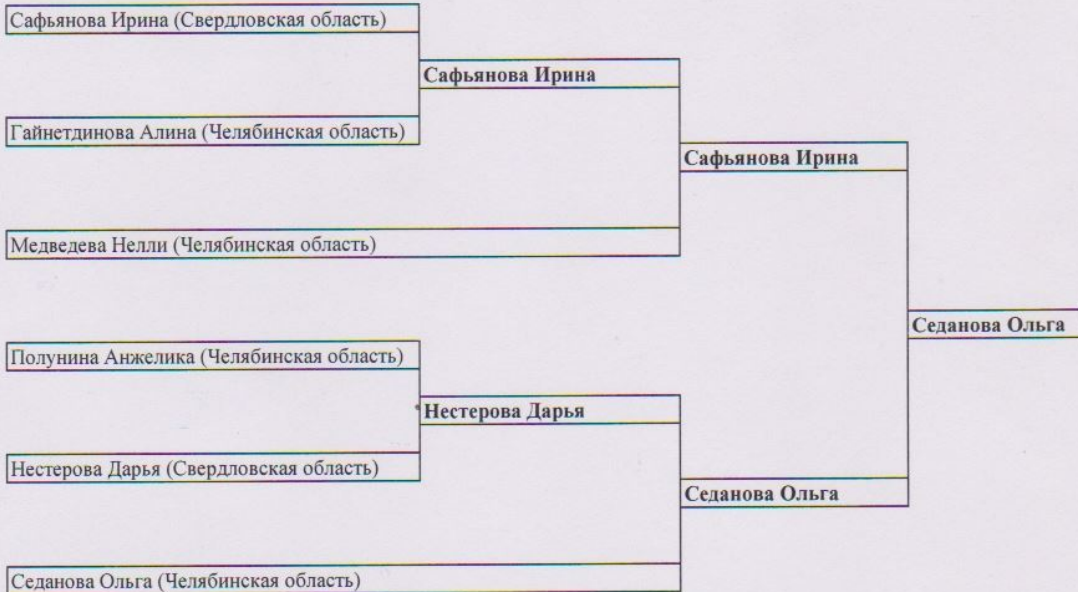 Сафьянова Ирина (Свердловская область)
Сафьянова Ирина
Гайнетдинова Алина (Челябинская область)
Сафьянова Ирина
Медведева Нелли (Челябинская область)
Седанова Ольга
Полунина Анжелика (Челябинская область)
Нестерова Дарья
Нестерова Дарья (Свердловская область)
Седанова Ольга
Седанова Ольга (Челябинская область)